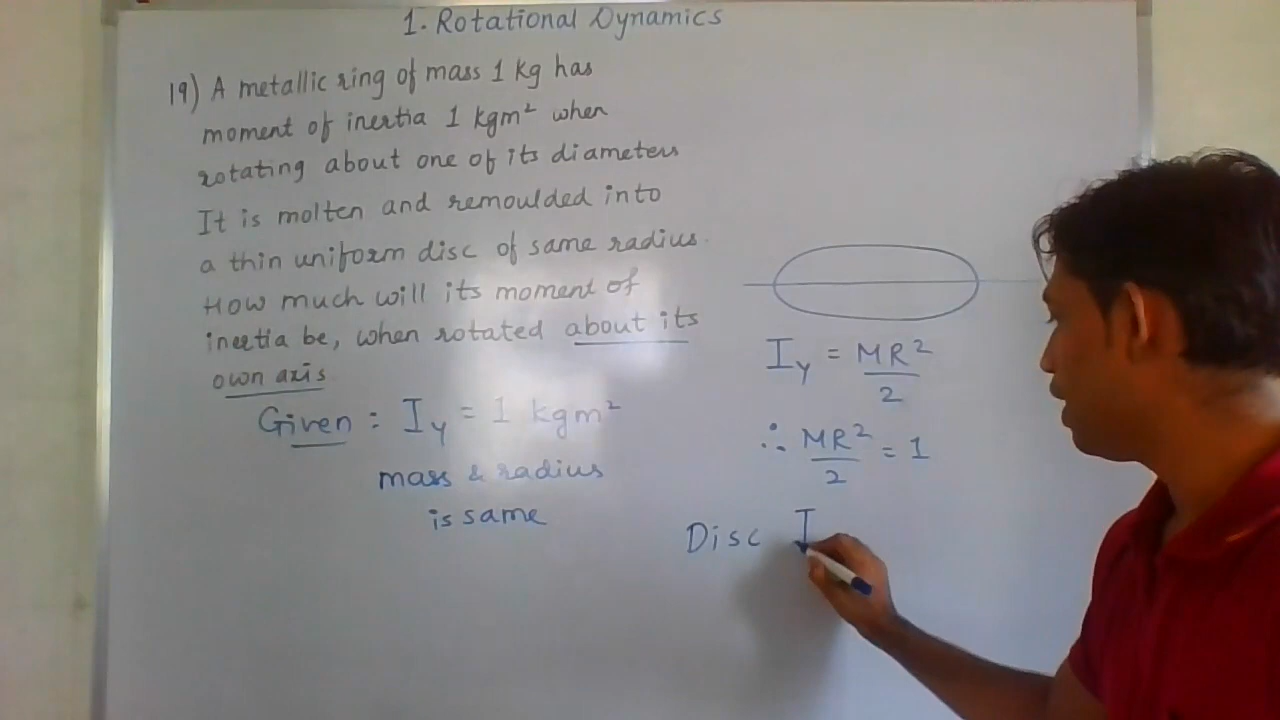 1. Rotational Dynamics
19) A metallic ring of mass 1 kg has
moment of inertia 1 kgm² when
rotating about one of its diameters
It is molten and remoulded into
a thin uniform disc of same radius.
How much will its moment of
inertia be, when rotated about its
own axis
Given : I_Y = 1 kgm²
mass & radius
is same
I_Y = MR²/2
∴ MR²/2 = 1
Disc I